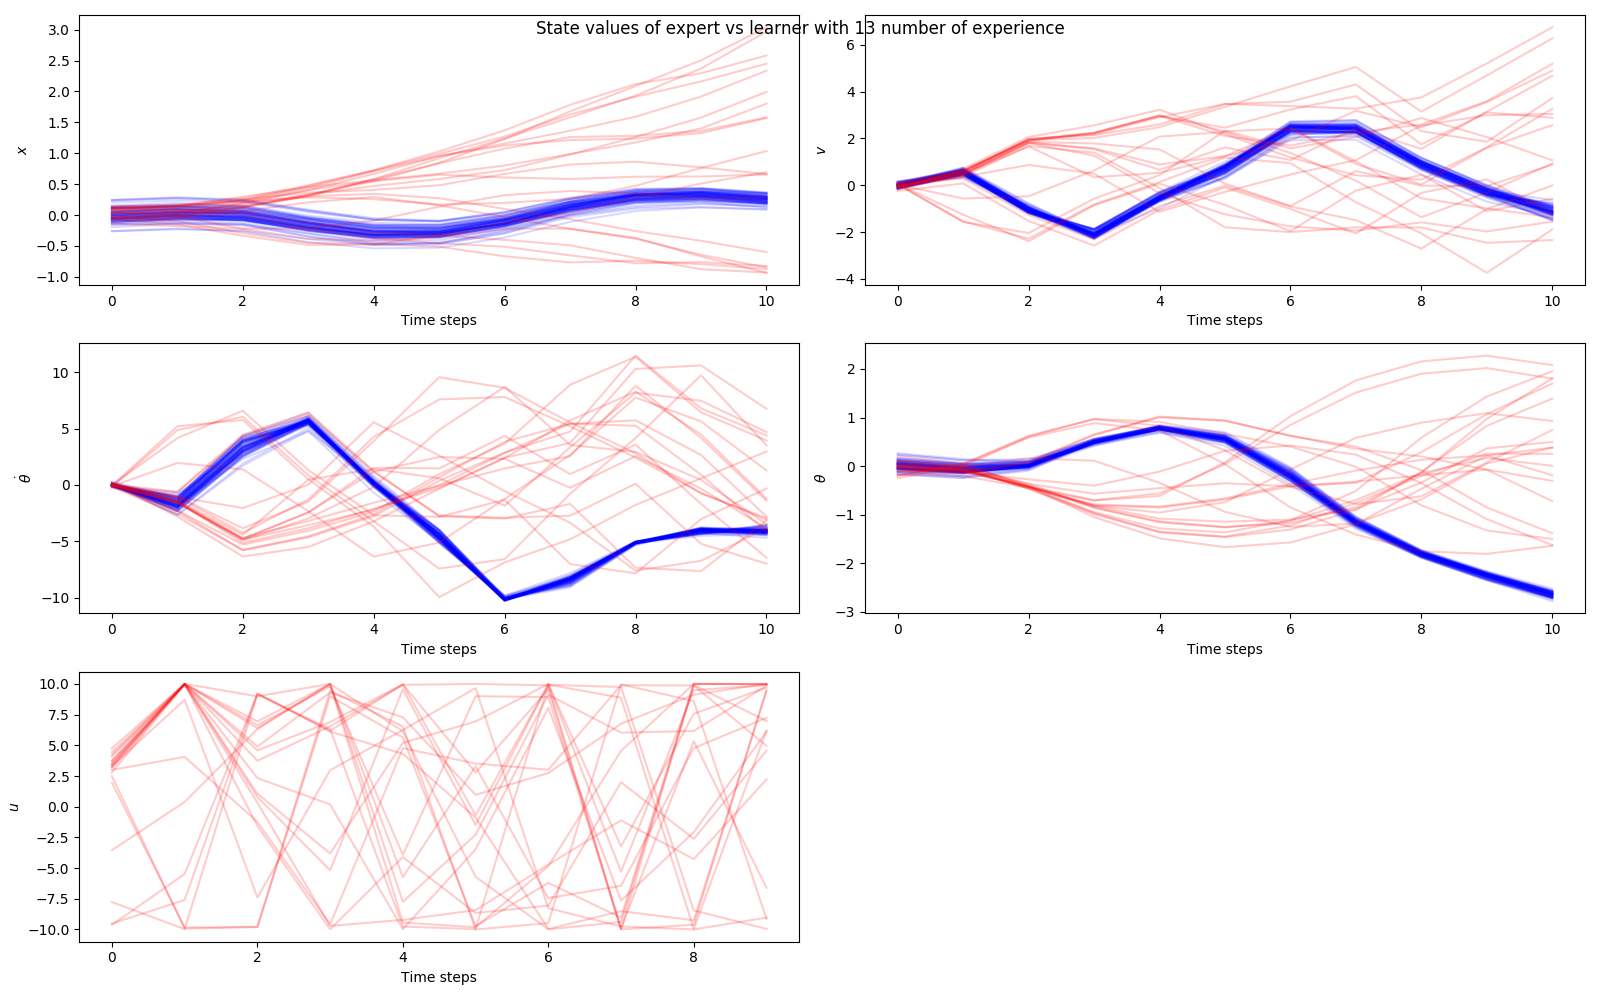 State values of expert vs learner with 13 number of experience
3.0
2.5
2.0
1.5
1.0
0.5
0.0
−0.5
−1.0
x
0 2 4 6 8 10
Time steps
6
4
2
0
−2
−4
v
0 2 4 6 8 10
Time steps
10
5
0
−5
−10
θ̇
0 2 4 6 8 10
Time steps
2
1
0
−1
−2
−3
θ
0 2 4 6 8 10
Time steps
10.0
7.5
5.0
2.5
0.0
−2.5
−5.0
−7.5
−10.0
u
0 2 4 6 8
Time steps